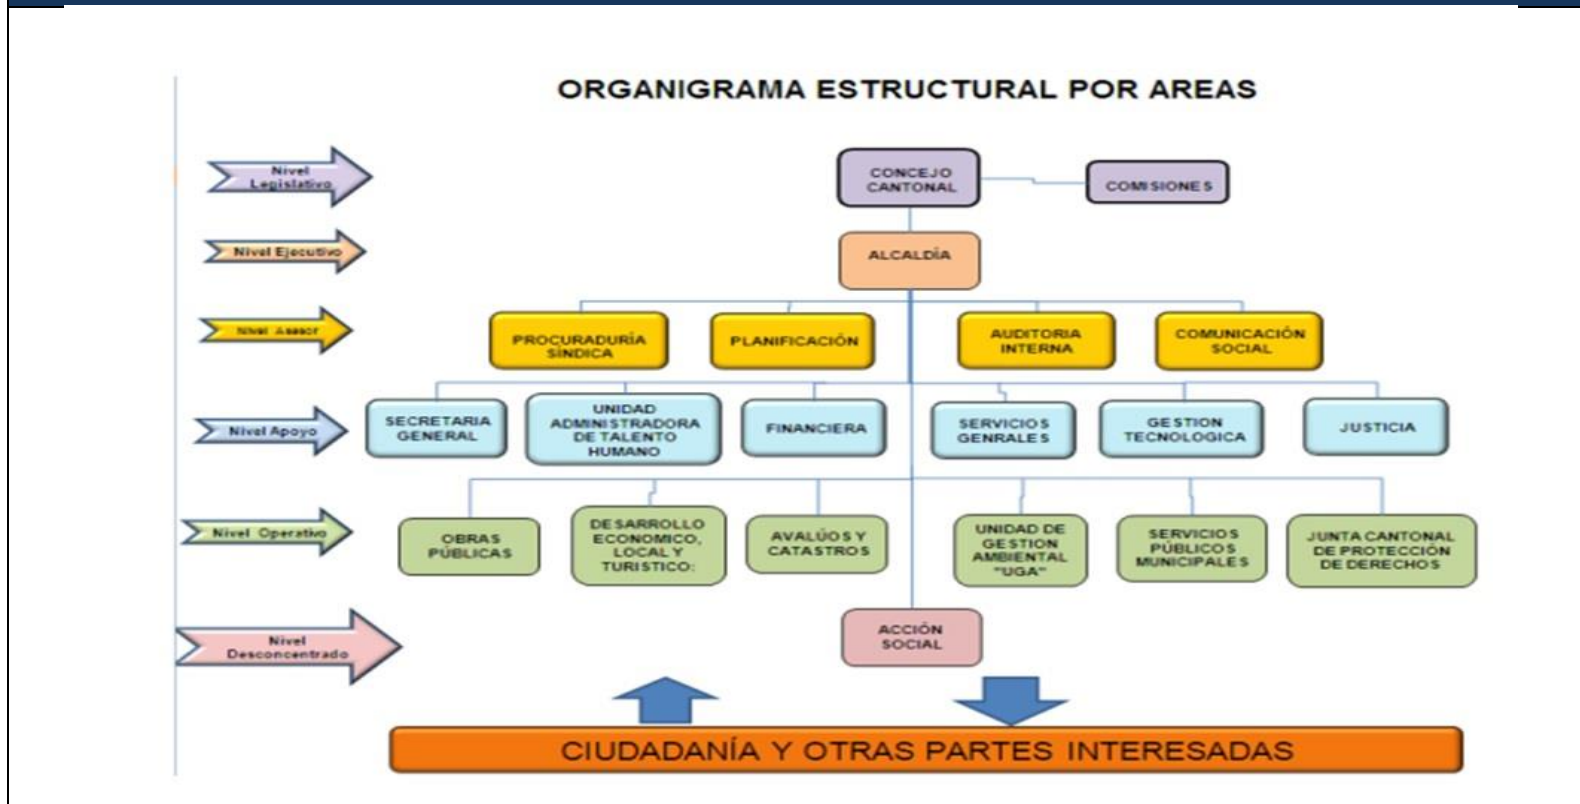 ORGANIGRAMA ESTRUCTURAL POR AREAS
Nivel
Legislativo
CONCEJO
CANTONAL
COMISIONES
Nivel Ejecutivo
ALCALDÍA
Nivel Asesor
PROCURADURÍA
SÍNDICA
PLANIFICACIÓN
AUDITORIA
INTERNA
COMUNICACIÓN
SOCIAL
Nivel Apoyo
SECRETARIA
GENERAL
UNIDAD
ADMINISTRADORA
DE TALENTO
HUMANO
FINANCIERA
SERVICIOS
GENRALES
GESTION
TECNOLOGICA
JUSTICIA
Nivel Operativo
OBRAS
PÚBLICAS
DESARROLLO
ECONOMICO,
LOCAL Y
TURISTICO:
AVALÚOS Y
CATASTROS
UNIDAD DE
GESTION
AMBIENTAL
"UGA"
SERVICIOS
PÚBLICOS
MUNICIPALES
JUNTA CANTONAL
DE PROTECCIÓN
DE DERECHOS
Nivel
Desconcentrado
ACCIÓN
SOCIAL
CIUDADANÍA Y OTRAS PARTES INTERESADAS